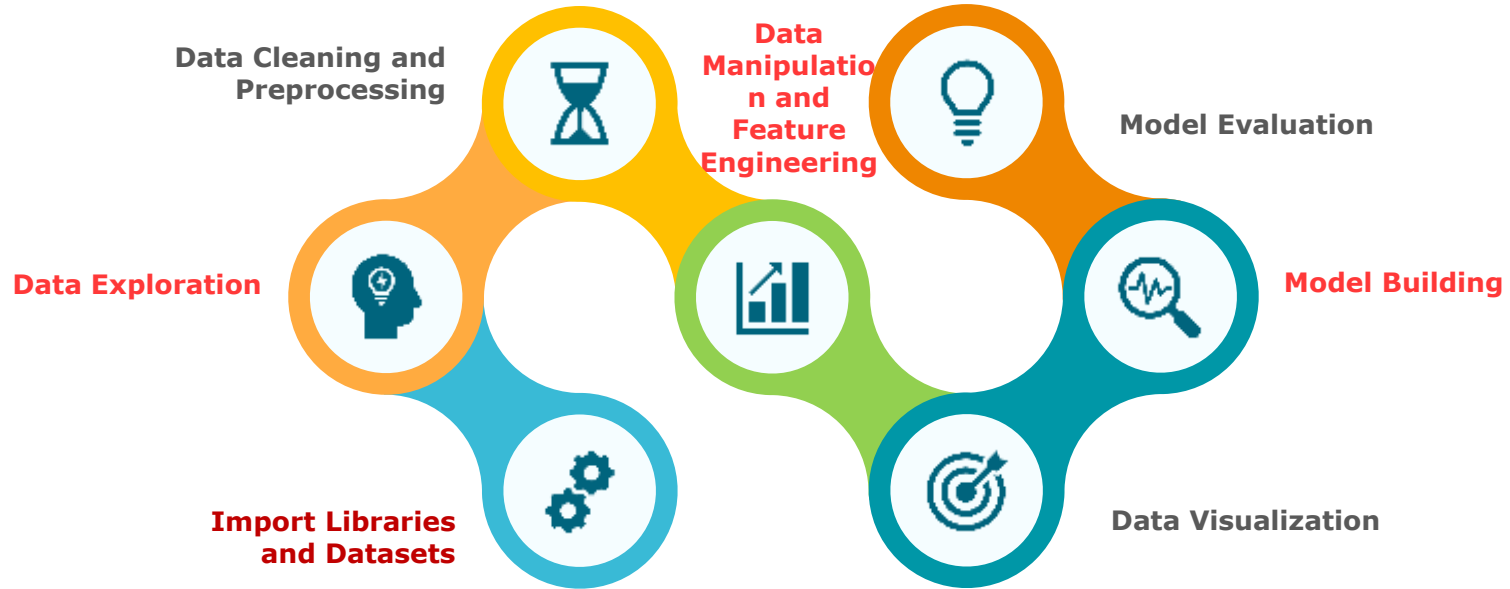 Data Cleaning and
Preprocessing
Data
Manipulatio
n and
Feature
Engineering
Model Evaluation
Data Exploration
Model Building
Import Libraries
and Datasets
Data Visualization